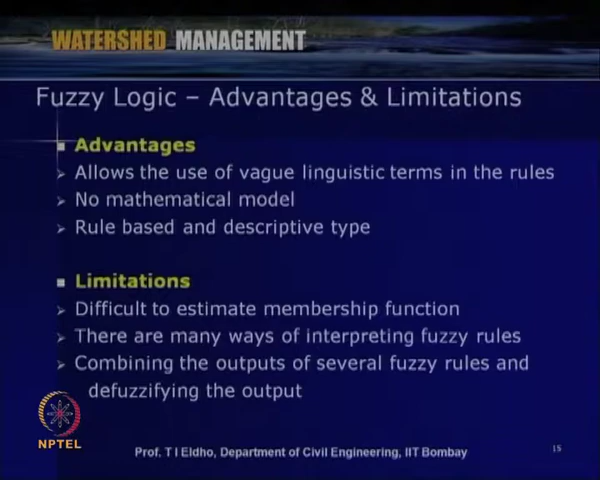 WATERSHED MANAGEMENT
Fuzzy Logic – Advantages & Limitations
Advantages
Allows the use of vague linguistic terms in the rules
No mathematical model
Rule based and descriptive type
Limitations
Difficult to estimate membership function
There are many ways of interpreting fuzzy rules
Combining the outputs of several fuzzy rules and
defuzzifying the output
NPTEL
Prof. T I Eldho, Department of Civil Engineering, IIT Bombay
15